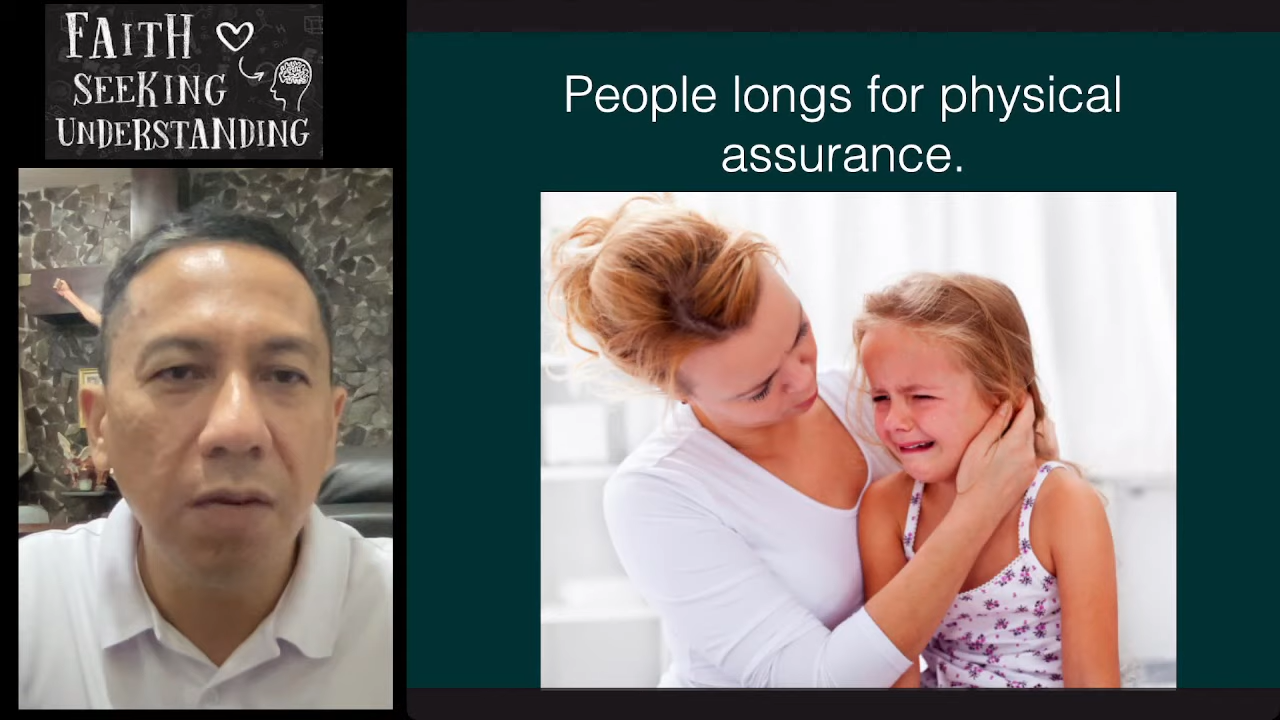 FAITH
SEEKING
UNDERSTANDING
People longs for physical
assurance.